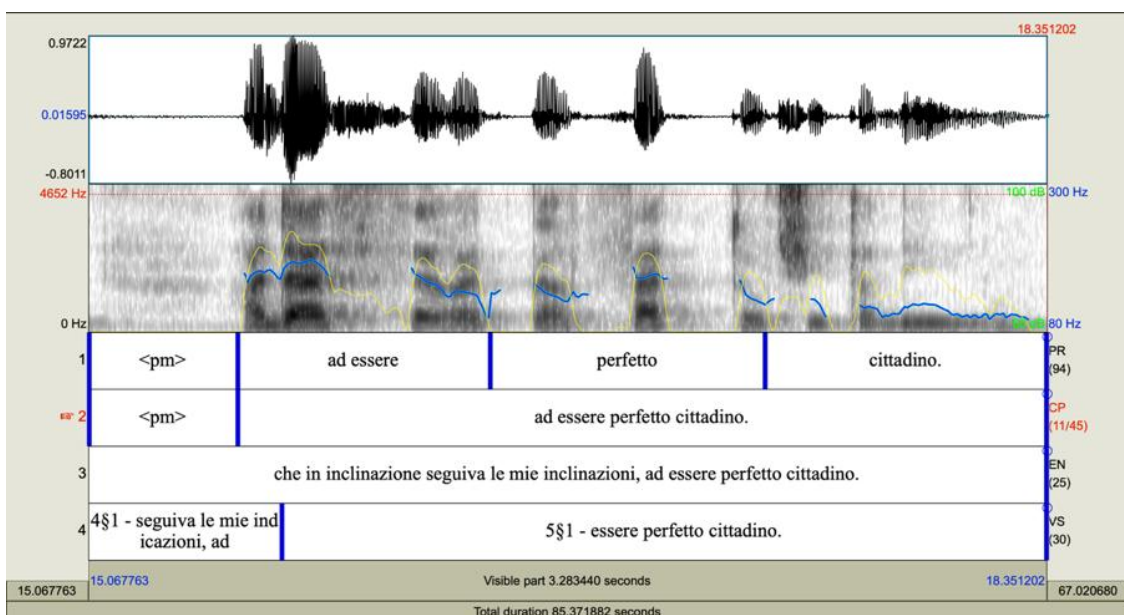 18.351202
0.9722
0.01595
-0.8011
4652 Hz
100 dB 300 Hz
0 Hz
80 Hz
1 <pm> ad essere perfetto cittadino. PR (94)
2 <pm> ad essere perfetto cittadino. CP (11/45)
3 che in inclinazione seguiva le mie inclinazioni, ad essere perfetto cittadino. EN (25)
4 4§1 - seguiva le mie ind
icazioni, ad 5§1 - essere perfetto cittadino. VS (30)
15.067763 Visible part 3.283440 seconds 18.351202
15.067763 67.020680
Total duration 85.371882 seconds